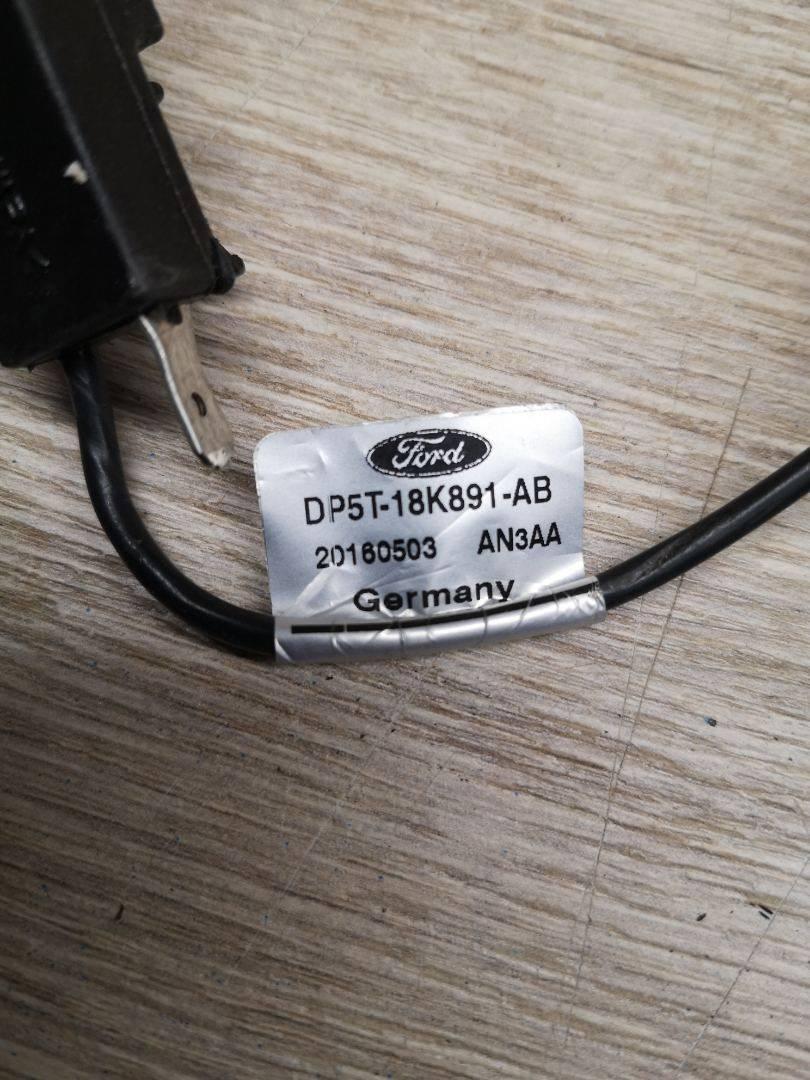 Ford
DP5T-18K891-AB
20160503 AN3AA
Germany